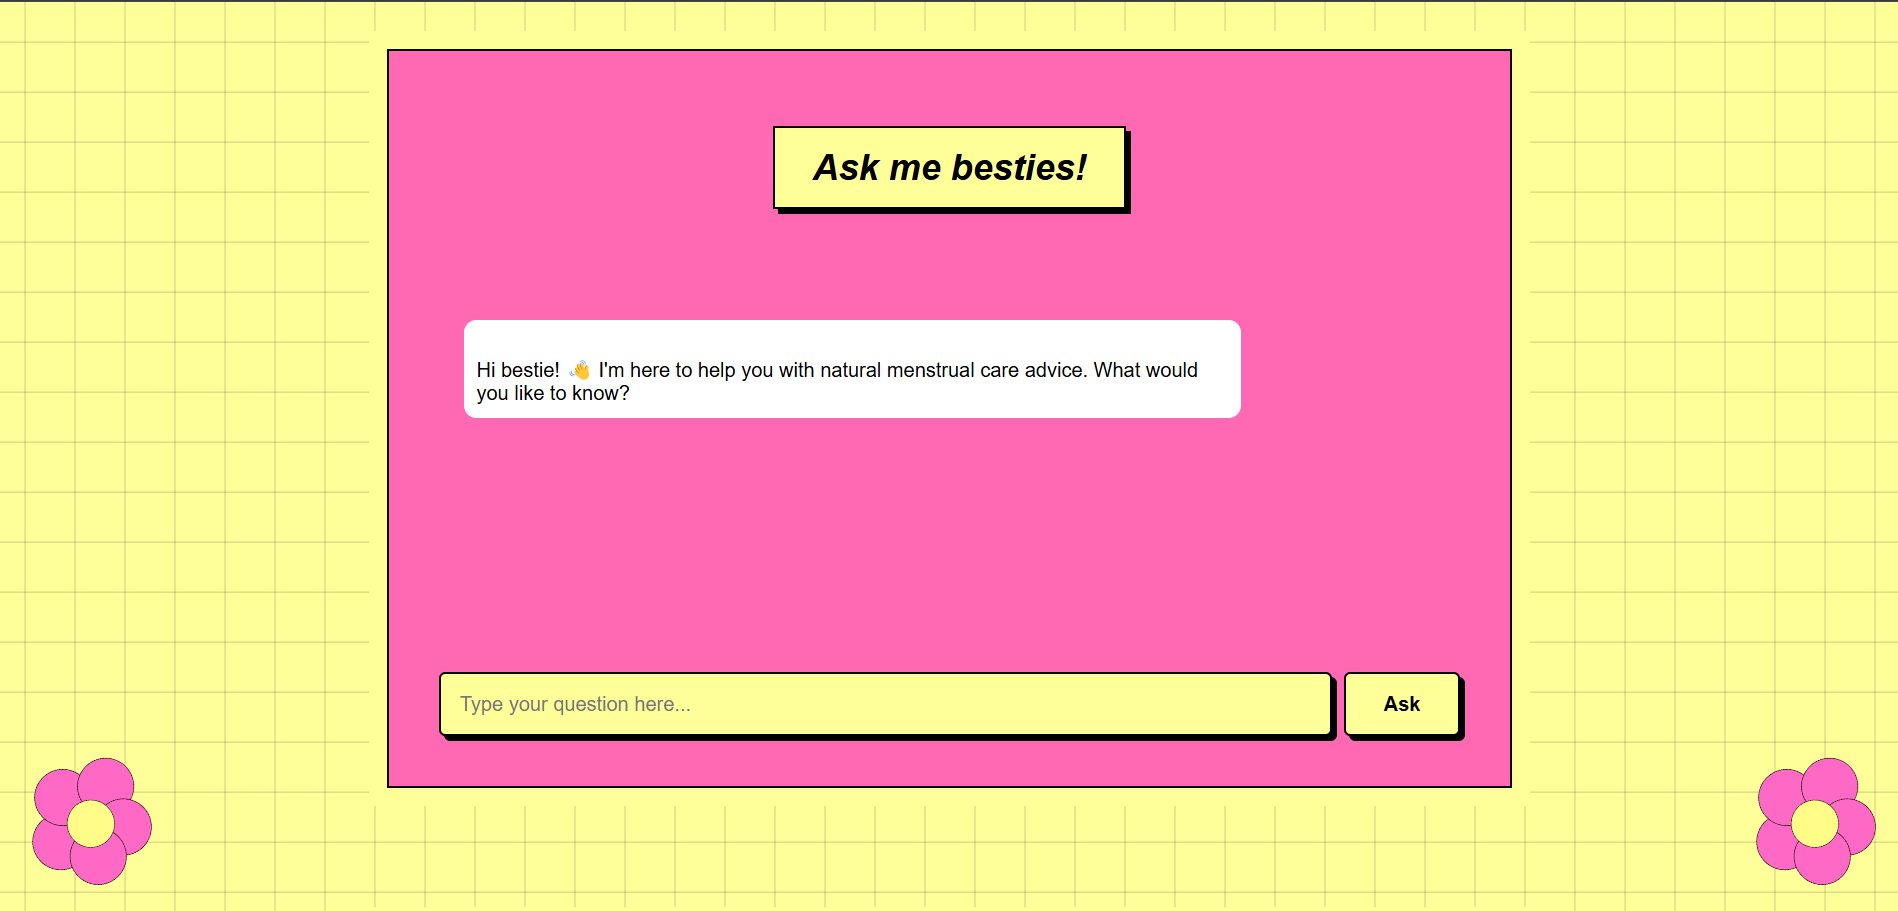 Ask me besties!
Hi bestie! 👋 I'm here to help you with natural menstrual care advice. What would
you like to know?
Type your question here...
Ask